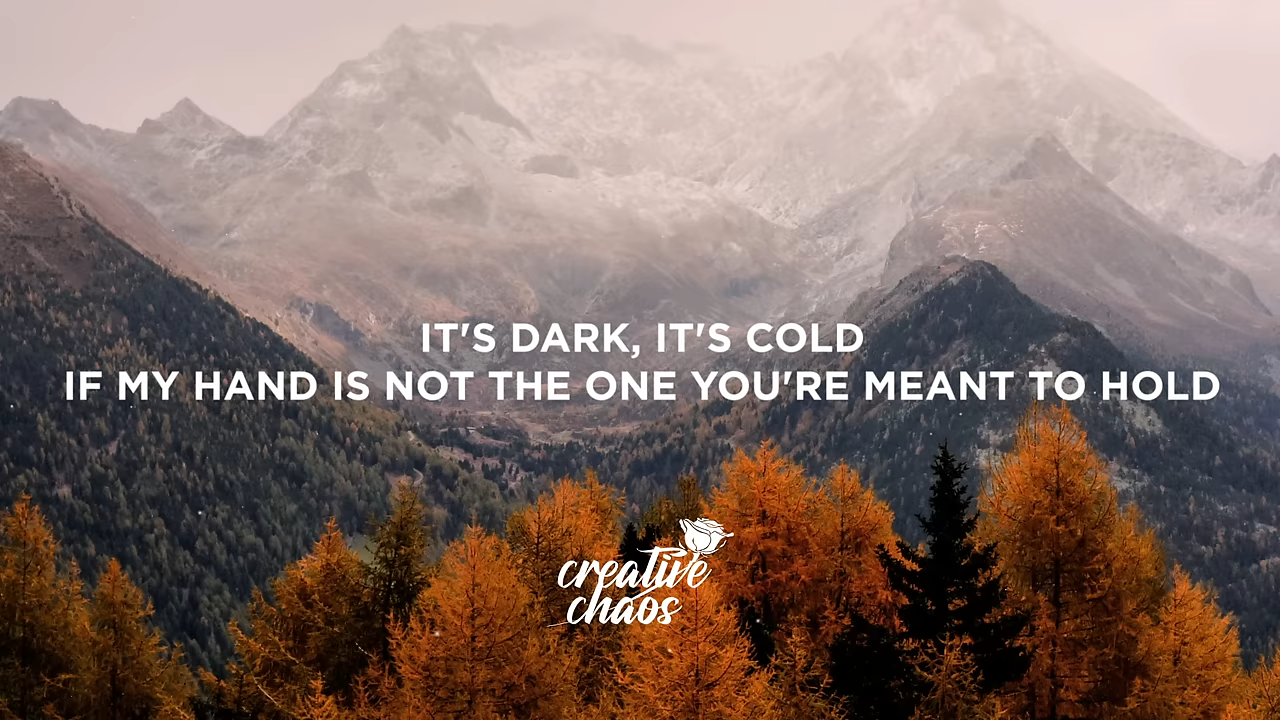 IT'S DARK, IT'S COLD
IF MY HAND IS NOT THE ONE YOU'RE MEANT TO HOLD
creative
chaos